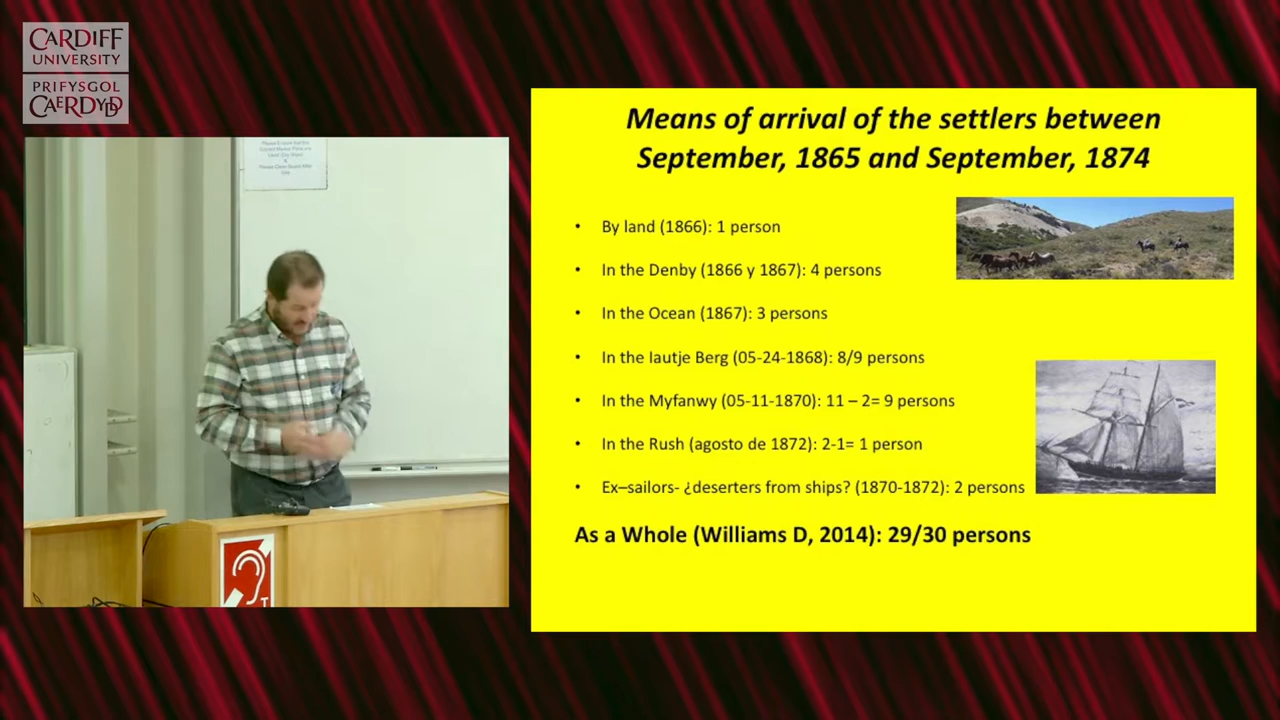 CARDIFF
UNIVERSITY
PRIFYSGOL
CAERDYDD
Means of arrival of the settlers between
September, 1865 and September, 1874
• By land (1866): 1 person
• In the Denby (1866 y 1867): 4 persons
• In the Ocean (1867): 3 persons
• In the Iautje Berg (05-24-1868): 8/9 persons
• In the Myfanwy (05-11-1870): 11 – 2= 9 persons
• In the Rush (agosto de 1872): 2-1= 1 person
• Ex–sailors- ¿deserters from ships? (1870-1872): 2 persons
As a Whole (Williams D, 2014): 29/30 persons
T